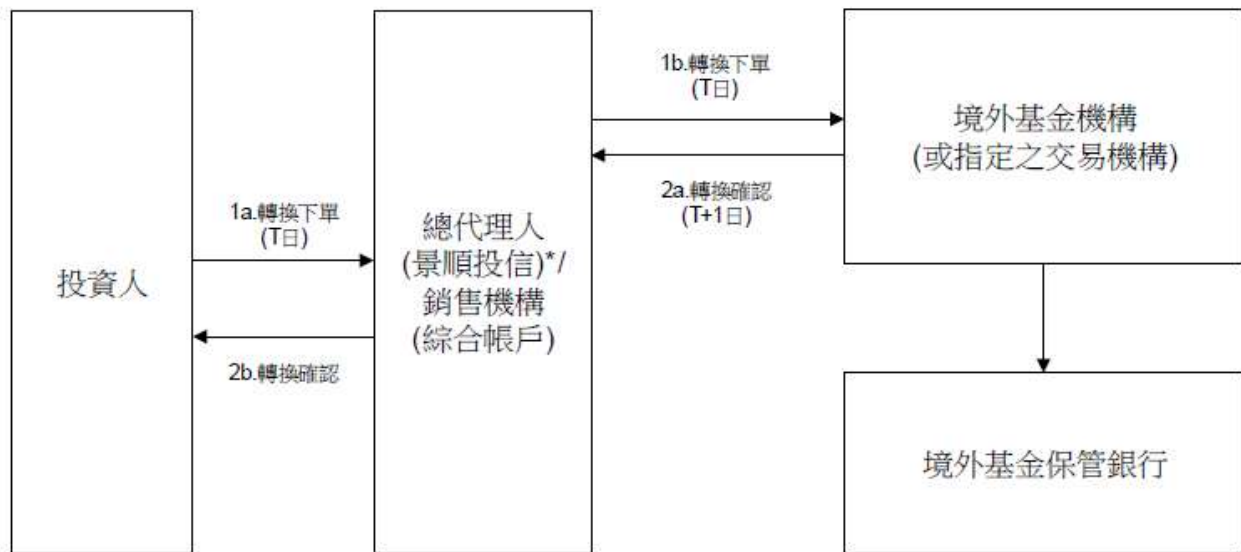 投資人
1a.轉換下單
(T日)
2b.轉換確認
總代理人
(景順投信)*/
銷售機構
(綜合帳戶)
1b.轉換下單
(T日)
2a.轉換確認
(T+1日)
境外基金機構
(或指定之交易機構)
境外基金保管銀行